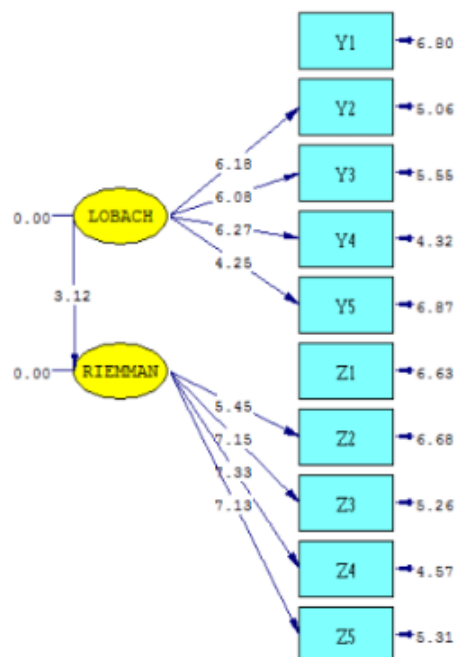 Y1 6.80
Y2 5.06
6.18
Y3 5.55
6.08
0.00 LOBACH
6.27
Y4 4.32
4.25
3.12
Y5 6.87
0.00 RIEMMAN
Z1 6.63
5.45
Z2 6.68
7.15
7.33
Z3 5.26
7.13
Z4 4.57
Z5 5.31